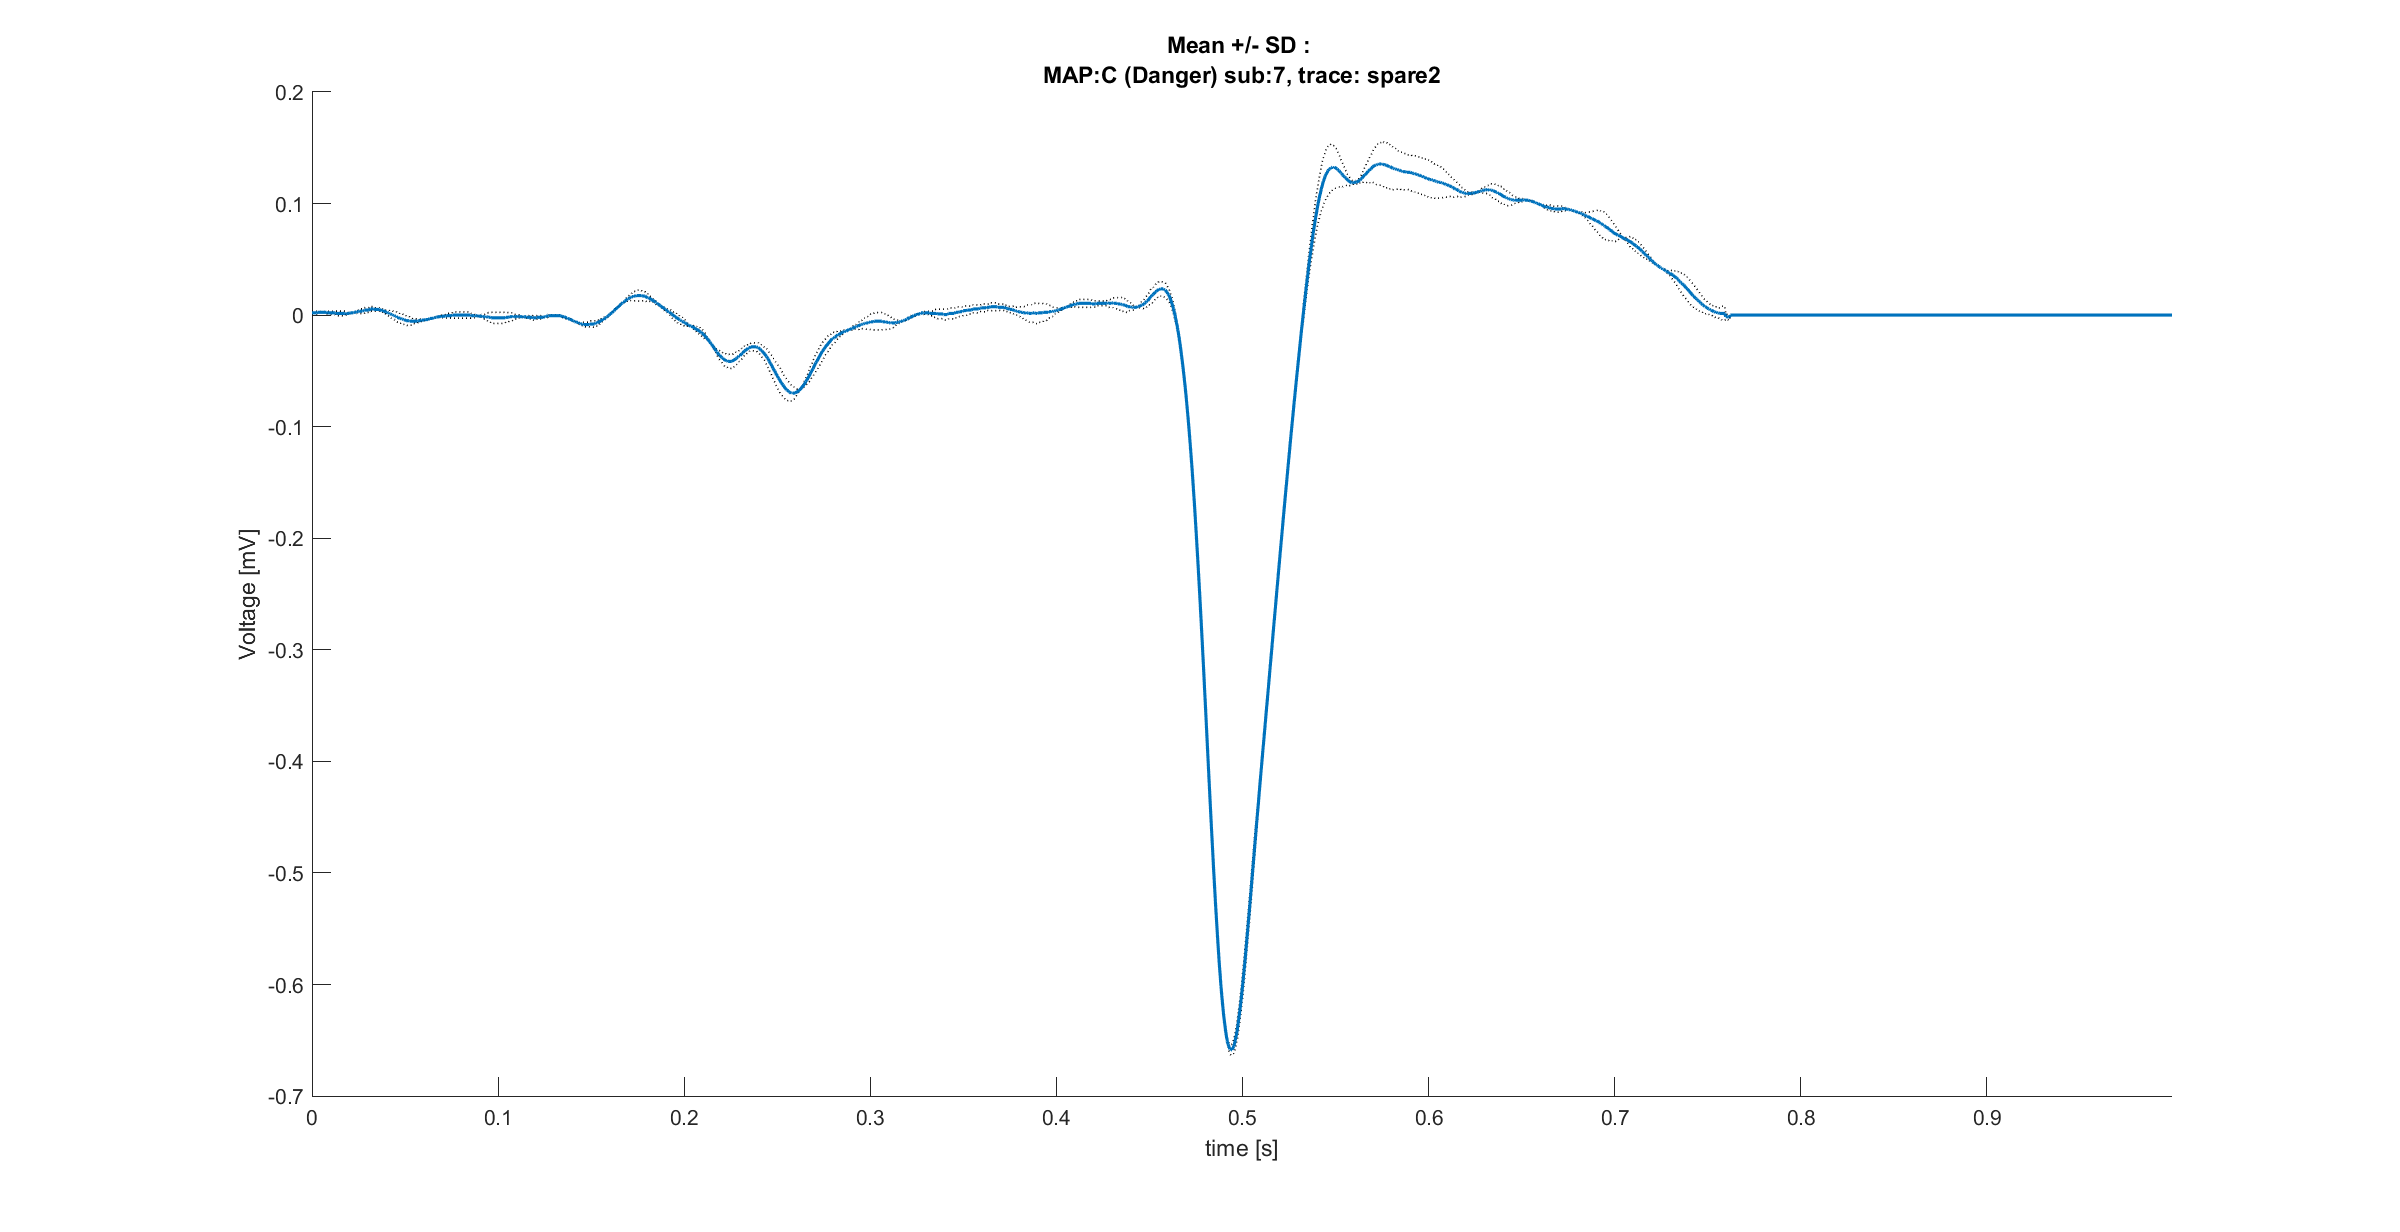 Mean +/- SD :
MAP:C (Danger) sub:7, trace: spare2
0.2
0.1
0
-0.1
-0.2
-0.3
-0.4
-0.5
-0.6
-0.7
Voltage [mV]
0 0.1 0.2 0.3 0.4 0.5 0.6 0.7 0.8 0.9
time [s]